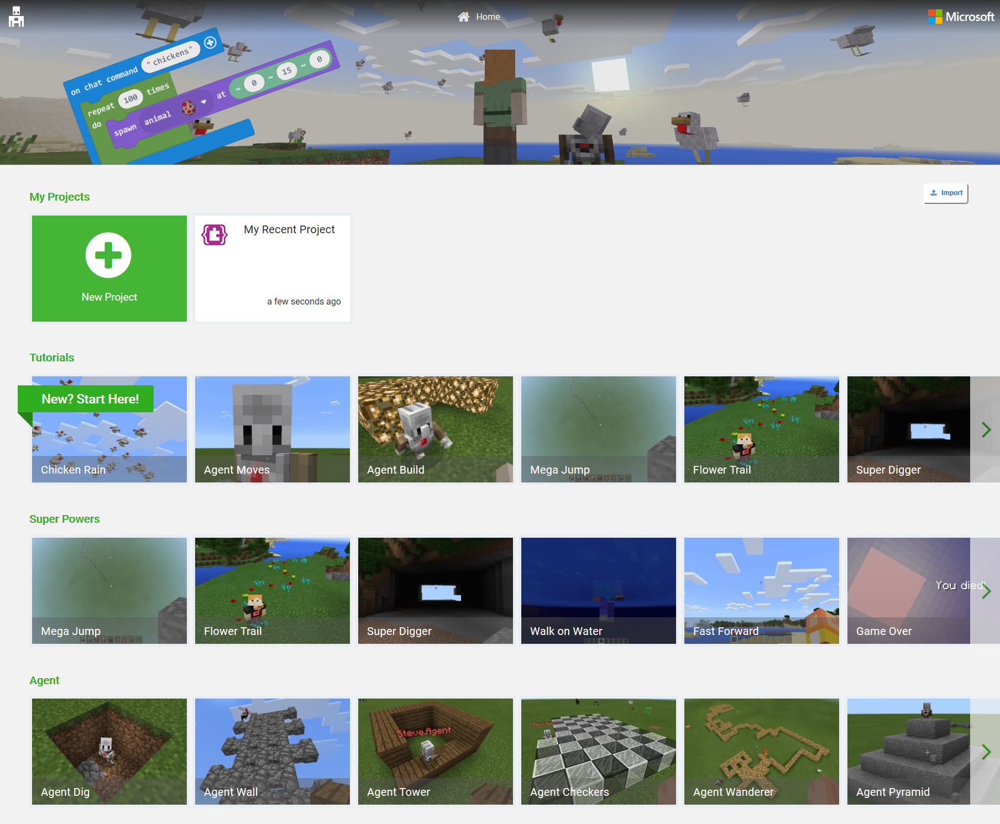 Home
Microsoft
on chat command "chickens"
repeat 100 times
do
spawn animal at ~ 0 ~ 15 ~ 0
My Projects
Import
New Project
My Recent Project
a few seconds ago
Tutorials
New? Start Here!
Chicken Rain
Agent Moves
Agent Build
Mega Jump
Flower Trail
Super Digger
Super Powers
Mega Jump
Flower Trail
Super Digger
Walk on Water
Fast Forward
You died!
Game Over
Agent
Steve.Agent
Agent Dig
Agent Wall
Agent Tower
Agent Checkers
Agent Wanderer
Agent Pyramid